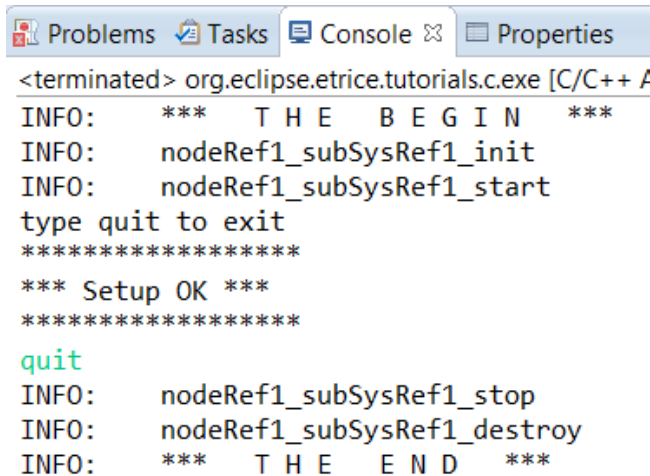 Problems Tasks Console Properties
<terminated> org.eclipse.etrice.tutorials.c.exe [C/C++ A
INFO:    ***   T H E   B E G I N   ***
INFO:    nodeRef1_subSysRef1_init
INFO:    nodeRef1_subSysRef1_start
type quit to exit
******************
*** Setup OK ***
******************
quit
INFO:    nodeRef1_subSysRef1_stop
INFO:    nodeRef1_subSysRef1_destroy
INFO:    ***   T H E   E N D   ***